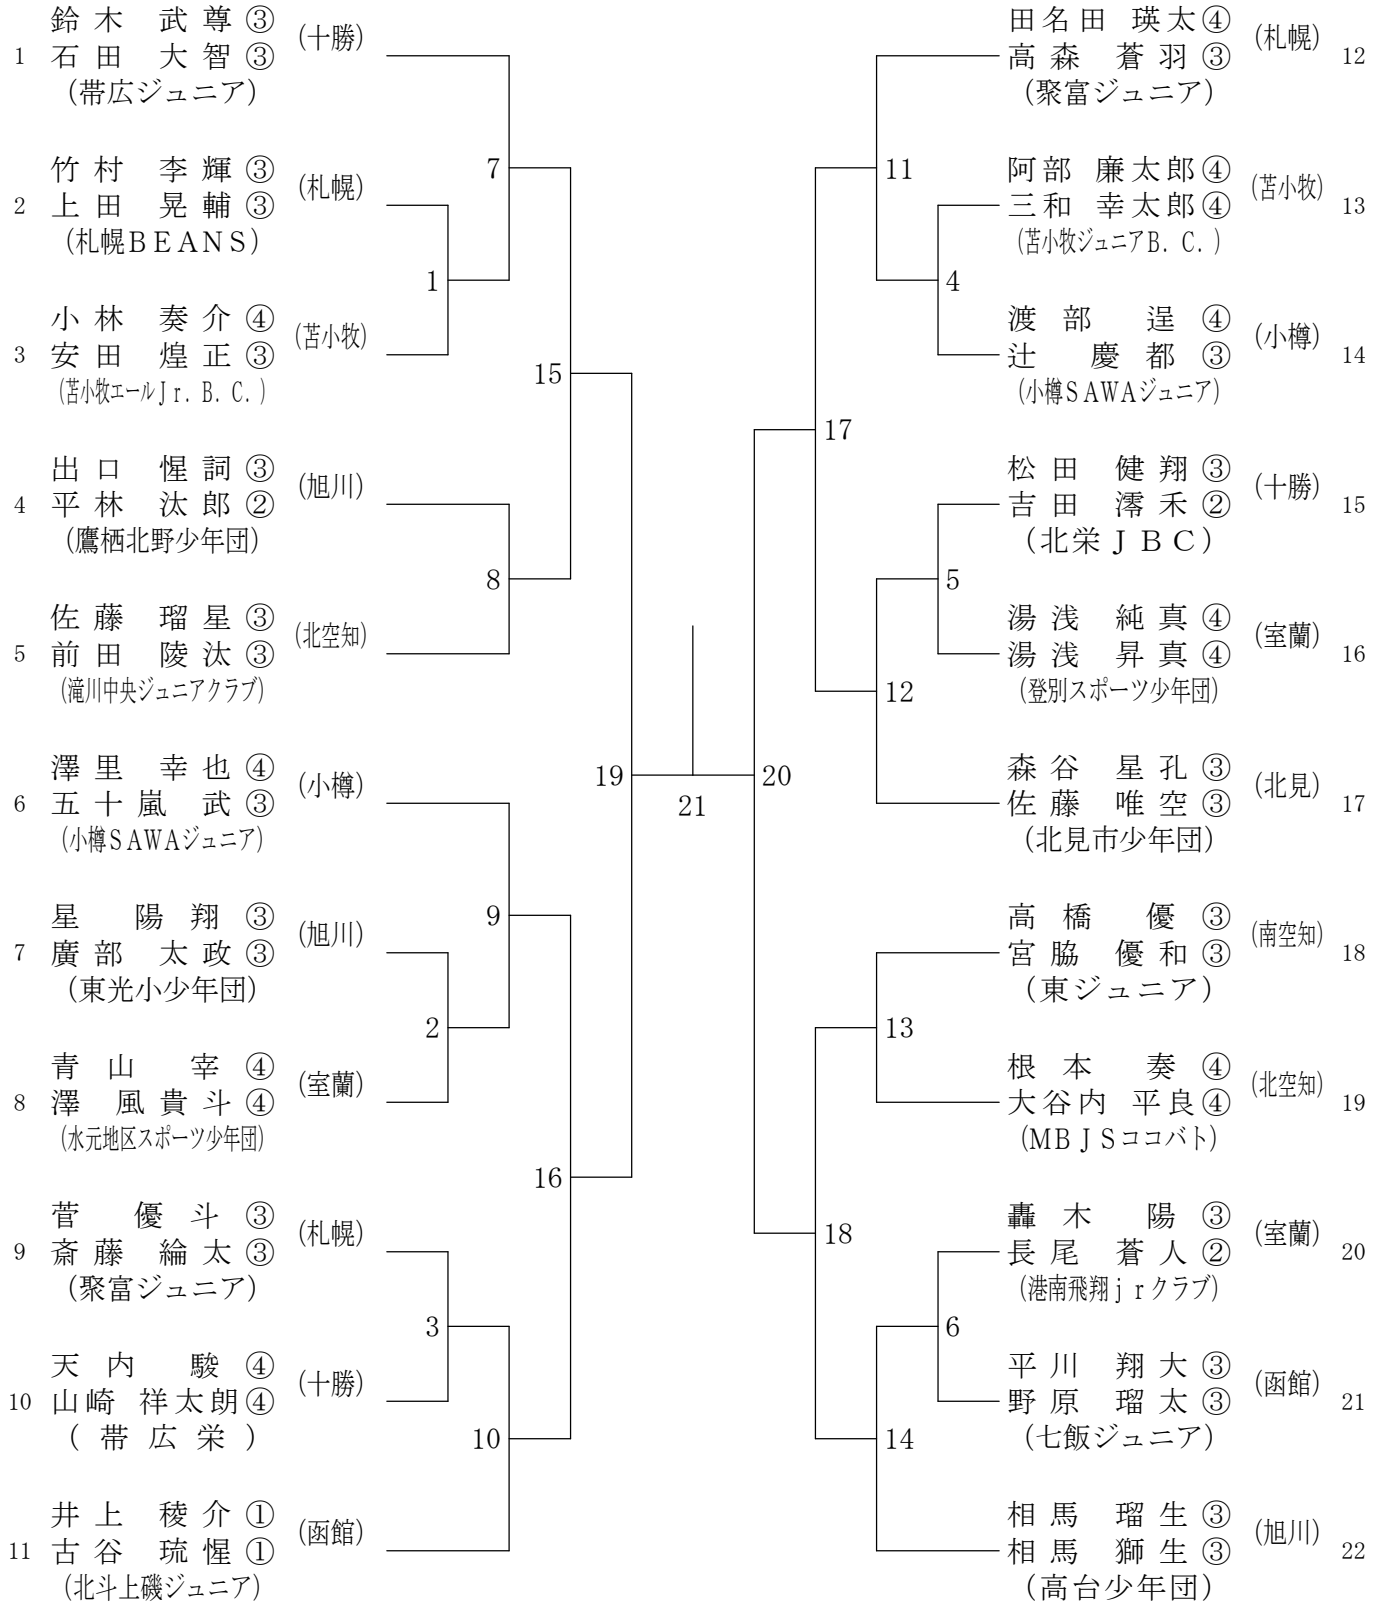 鈴木 武尊③ (十勝)
1 石田 大智③
(帯広ジュニア)
竹村 李輝③ (札幌)
2 上田 晃輔③
(札幌BEANS)
小林 奏介④ (苫小牧)
3 安田 煌正③
(苫小牧エールJr.B.C.)
出口 惺詞③ (旭川)
4 平林 汰郎②
(鷹栖北野少年団)
佐藤 瑠星③ (北空知)
5 前田 陵汰③
(滝川中央ジュニアクラブ)
澤里 幸也④ (小樽)
6 五十嵐 武③
(小樽SAWAジュニア)
星 陽翔③ (旭川)
7 廣部 太政③
(東光小少年団)
青山 宰④ (室蘭)
8 澤 風貴斗④
(水元地区スポーツ少年団)
菅 優斗③ (札幌)
9 斎藤 綸太③
(聚富ジュニア)
天内 駿④ (十勝)
10 山崎 祥太朗④
(帯広栄)
井上 稜介① (函館)
11 古谷 琉惺①
(北斗上磯ジュニア)
7
1
15
8
19
9
2
16
3
10
21
11
4
17
5
12
20
13
18
6
14
田名田 瑛太④ (札幌)
高森 蒼羽③ 12
(聚富ジュニア)
阿部 廉太郎④ (苫小牧)
三和 幸太郎④ 13
(苫小牧ジュニアB.C.)
渡部 逞④ (小樽)
辻 慶都③ 14
(小樽SAWAジュニア)
松田 健翔③ (十勝)
吉田 澪禾② 15
(北栄JBC)
湯浅 純真④ (室蘭)
湯浅 昇真④ 16
(登別スポーツ少年団)
森谷 星孔③ (北見)
佐藤 唯空③ 17
(北見市少年団)
高橋 優③ (南空知)
宮脇 優和③ 18
(東ジュニア)
根本 奏④ (北空知)
大谷内 平良④ 19
(MBJSココバト)
轟木 陽③ (室蘭)
長尾 蒼人② 20
(港南飛翔jrクラブ)
平川 翔大③ (函館)
野原 瑠太③ 21
(七飯ジュニア)
相馬 瑠生③ (旭川)
相馬 獅生③ 22
(高台少年団)